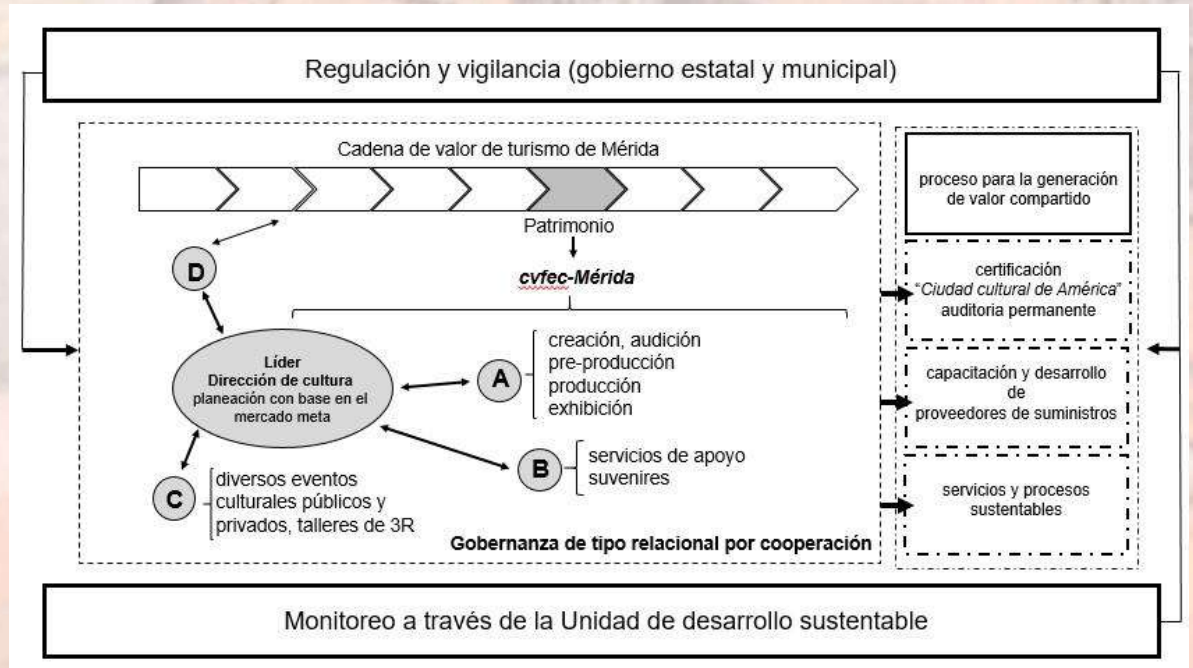 Regulación y vigilancia (gobierno estatal y municipal)
Cadena de valor de turismo de Mérida
Patrimonio
cvfec-Mérida
D
Líder
Dirección de cultura
planeación con base en el
mercado meta
A
creación, audición
pre-producción
producción
exhibición
B
servicios de apoyo
suvenires
C
diversos eventos
culturales públicos y
privados, talleres de 3R
Gobernanza de tipo relacional por cooperación
proceso para la generación
de valor compartido
certificación
“Ciudad cultural de América”
auditoria permanente
capacitación y desarrollo
de
proveedores de suministros
servicios y procesos
sustentables
Monitoreo a través de la Unidad de desarrollo sustentable